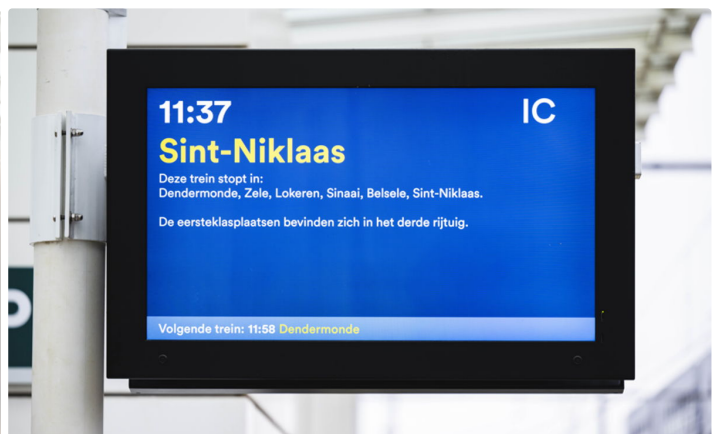 11:37 IC
Sint-Niklaas
Deze trein stopt in:
Dendermonde, Zele, Lokeren, Sinaai, Belsele, Sint-Niklaas.
De eersteklasplaatsen bevinden zich in het derde rijtuig.
Volgende trein: 11:58 Dendermonde